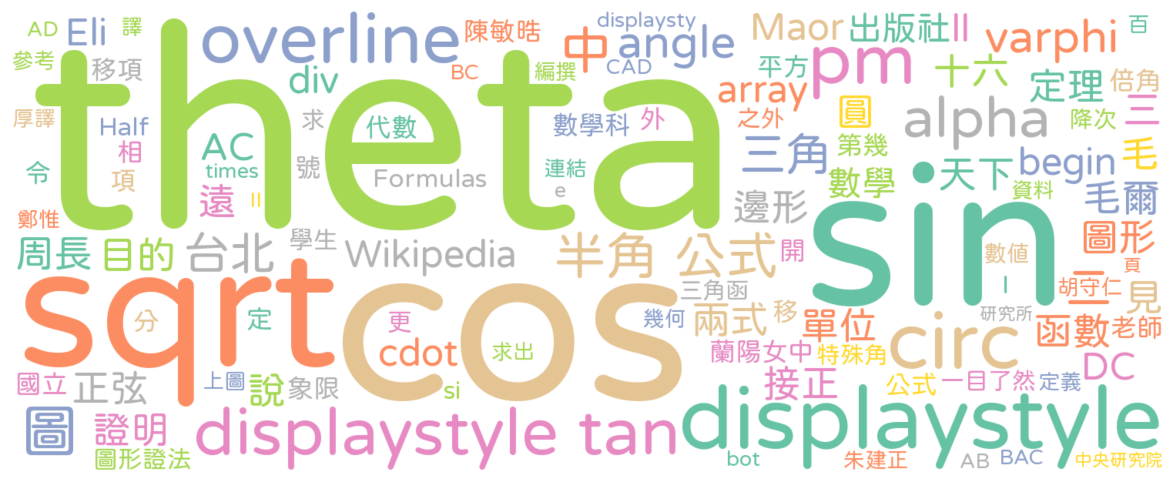 AD Eli 譯 overline 陳敏晧 中 displaysty angle Maor 出版社 ll varphi 百
參考 移項 div BC 編撰 CAD 平方 pm 十六 定理 倍角
theta array
厚譯 Half 求 代數 數學科 外 之外 圓 alpha 降次 三
相 AC 三角 第幾 毛
令 times 號 Formulas 連結 天下 begin
項 遠 II e 數學 資料 毛爾
鄭惟 邊形 sin 圖形
周長 目的 台北 學生 Wikipedia 半角 公式 開 數値 頁
sqrt cos 三角函 I 胡守仁 二 見
分 定 更 幾何 兩式 移 單位 研究所 函數 老師
cdot 求出 circ
國立 正弦 上圖 說 象限 si 蘭陽女中 特殊角 DC
接正 公式 一目了然 定義
圖 證明 displaystyle tan displaystyle
圖形證法 bot 朱建正 AB BAC 中央研究院